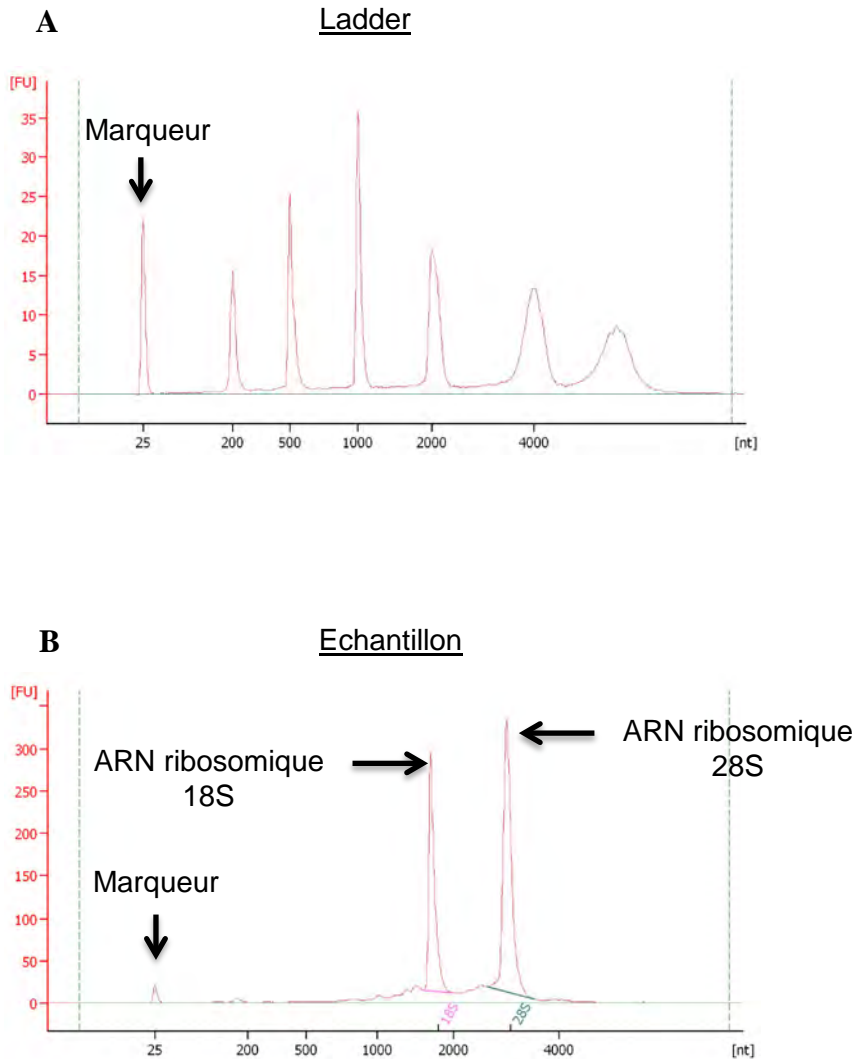 A
Ladder
[FU]
Marqueur
35
30
25
20
15
10
5
0
25 200 500 1000 2000 4000 [nt]
B
Echantillon
[FU]
ARN ribosomique
28S
ARN ribosomique
18S
Marqueur
300
250
200
150
100
50
0
18S
28S
25 200 500 1000 2000 4000 [nt]